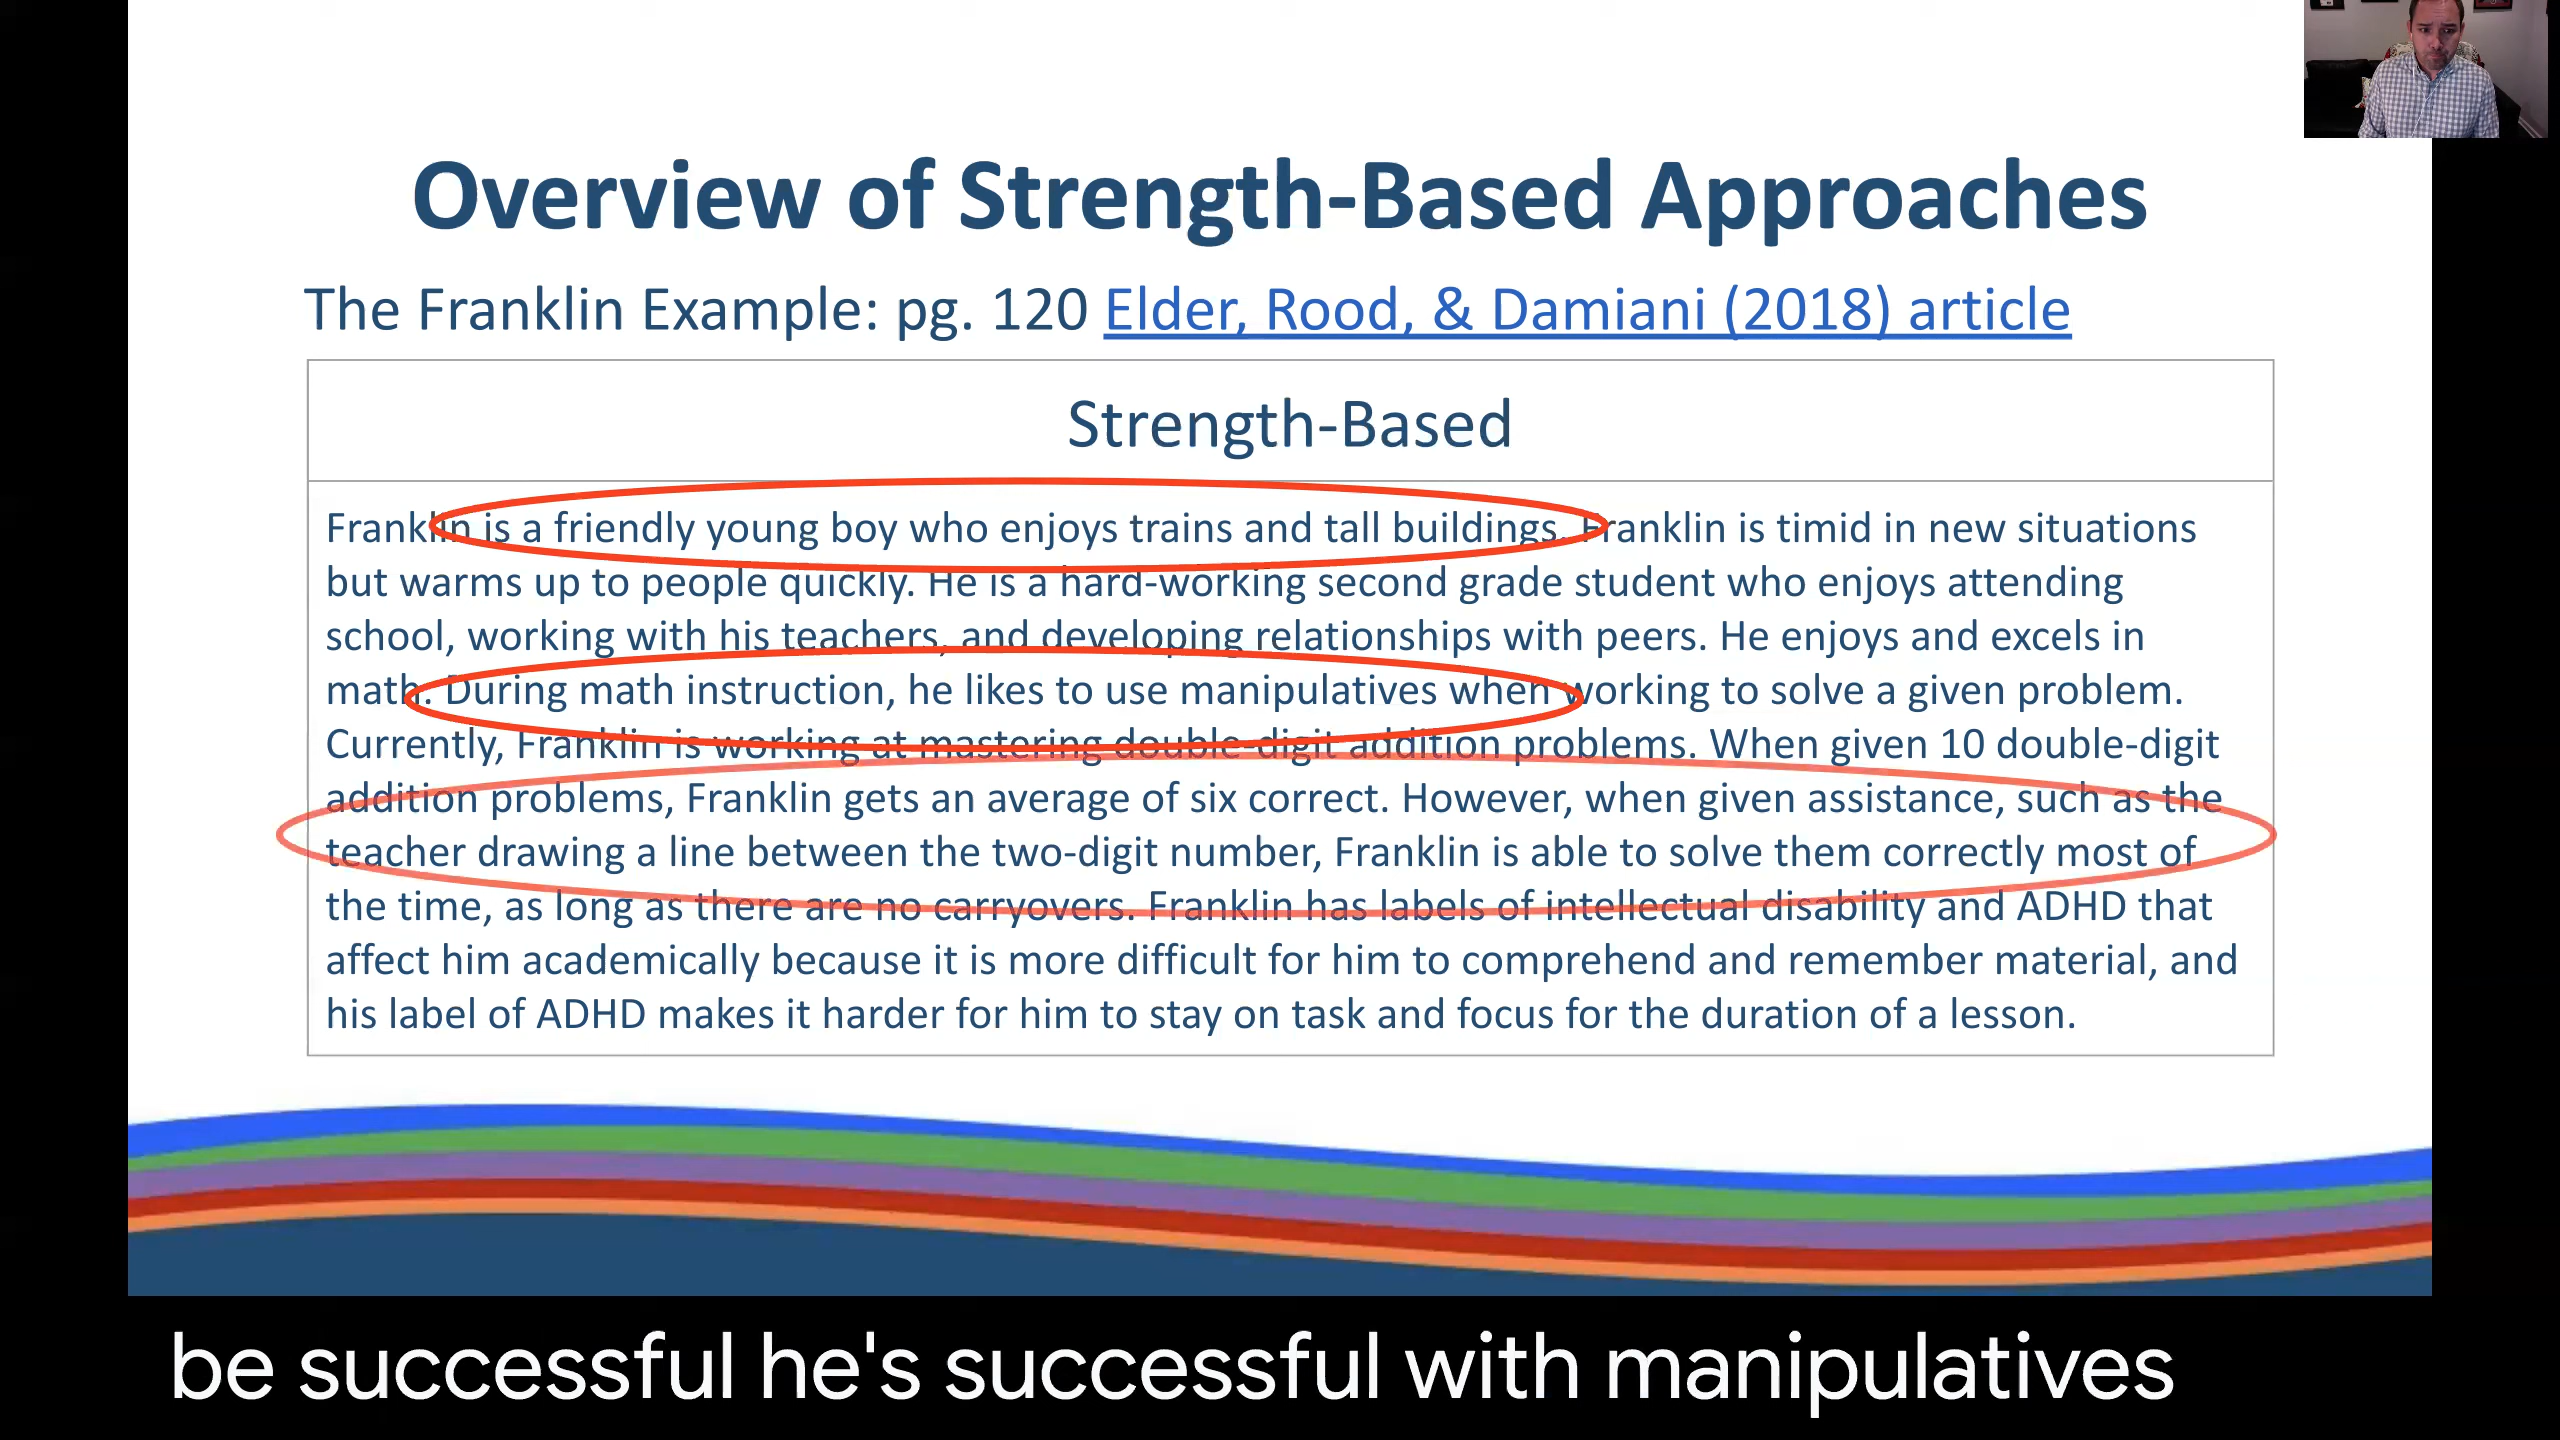 Overview of Strength-Based Approaches
The Franklin Example: pg. 120 Elder, Rood, & Damiani (2018) article
Strength-Based
Franklin is a friendly young boy who enjoys trains and tall buildings. Franklin is timid in new situations
but warms up to people quickly. He is a hard-working second grade student who enjoys attending
school, working with his teachers, and developing relationships with peers. He enjoys and excels in
math. During math instruction, he likes to use manipulatives when working to solve a given problem.
Currently, Franklin is working at mastering double-digit addition problems. When given 10 double-digit
addition problems, Franklin gets an average of six correct. However, when given assistance, such as the
teacher drawing a line between the two-digit number, Franklin is able to solve them correctly most of
the time, as long as there are no carryovers. Franklin has labels of intellectual disability and ADHD that
affect him academically because it is more difficult for him to comprehend and remember material, and
his label of ADHD makes it harder for him to stay on task and focus for the duration of a lesson.
be successful he's successful with manipulatives